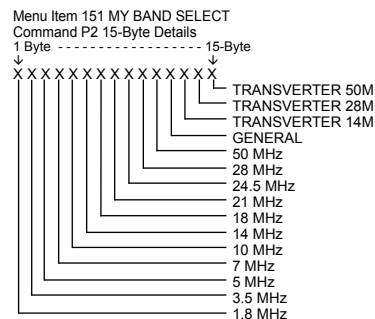 Menu Item 151 MY BAND SELECT
Command P2 15-Byte Details
1 Byte - - - - - - - - - - - - - - - - - 15-Byte
X X X X X X X X X X X X X X X
TRANSVERTER 50M
TRANSVERTER 28M
TRANSVERTER 14M
GENERAL
50 MHz
28 MHz
24.5 MHz
21 MHz
18 MHz
14 MHz
10 MHz
7 MHz
5 MHz
3.5 MHz
1.8 MHz